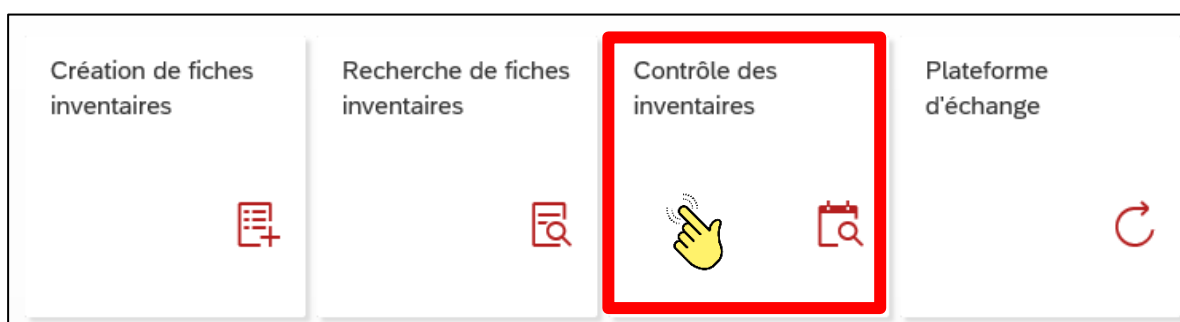 Création de fiches
inventaires
Recherche de fiches
inventaires
Contrôle des
inventaires
Plateforme
d'échange